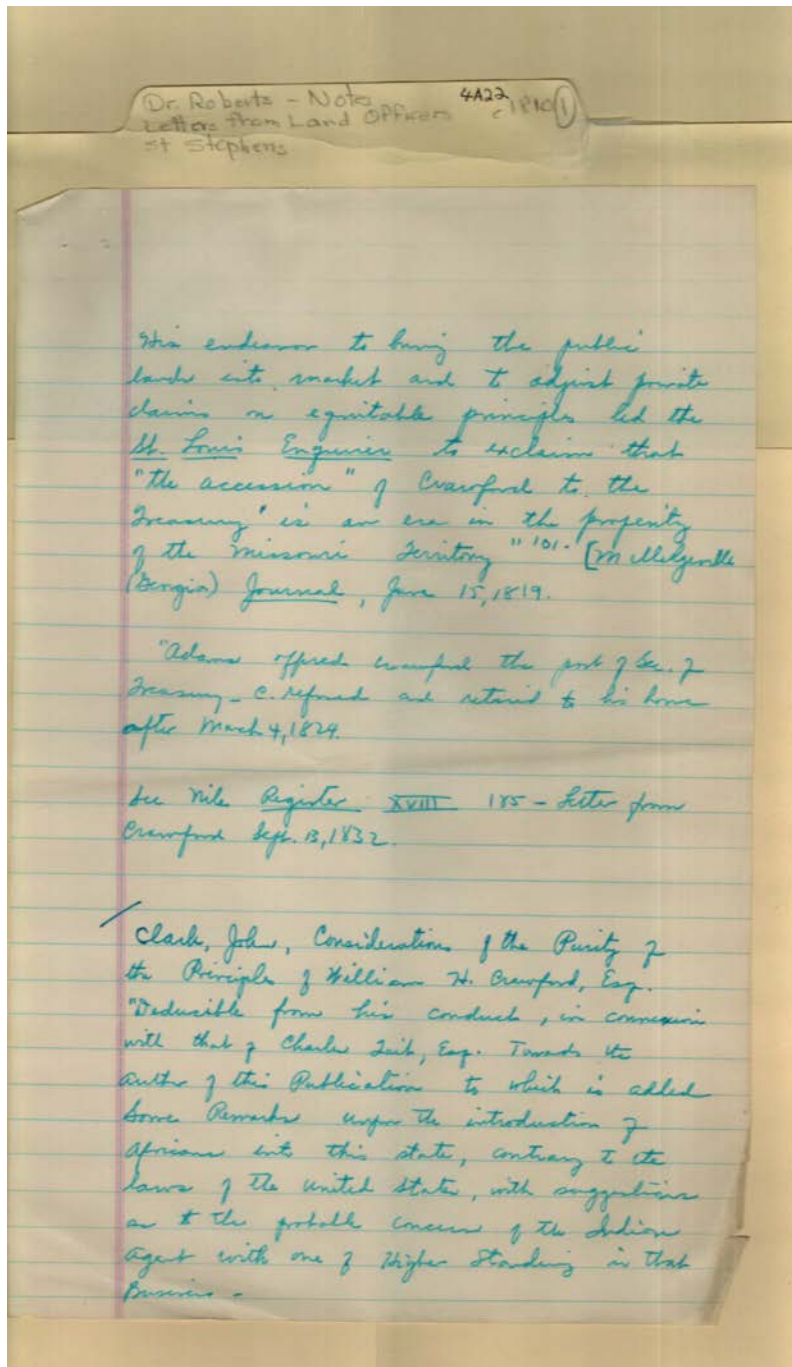 Dr. Roberts - Notes 4A22
Letters from Land Officers c 1810 1
St Stephens
His endeavor to bring the public
lands into market and to adjust private
claims on equitable principles led the
St. Louis Enquirer to exclaim that
"the accession" of Crawford to the
Treasury 'is an era in the properity
of the Missouri Territory" 101. [Milledgeville
(Georgia) Journal, June 15, 1819.
"Adams offered Crawford the post of Sec. of
Treasury - C. refused and retired to his home
after March 4, 1829.
See Nile Register XVIII 185 - Letter from
Crawford Sept. 13, 1832.
Clark, John, Considerations of the Purity of
the Principles of William H. Crawford, Esq.
"Deducible from his conduct, in connexion
with that of Charles Tait, Esq. Towards the
author of this Publication to which is added
Some Remarks upon the introduction of
Africans into this state, contrary to the
laws of the United States, with suggestions
as to the probable concern of the Indian
Agent with one of Higher Standing in that
Business -